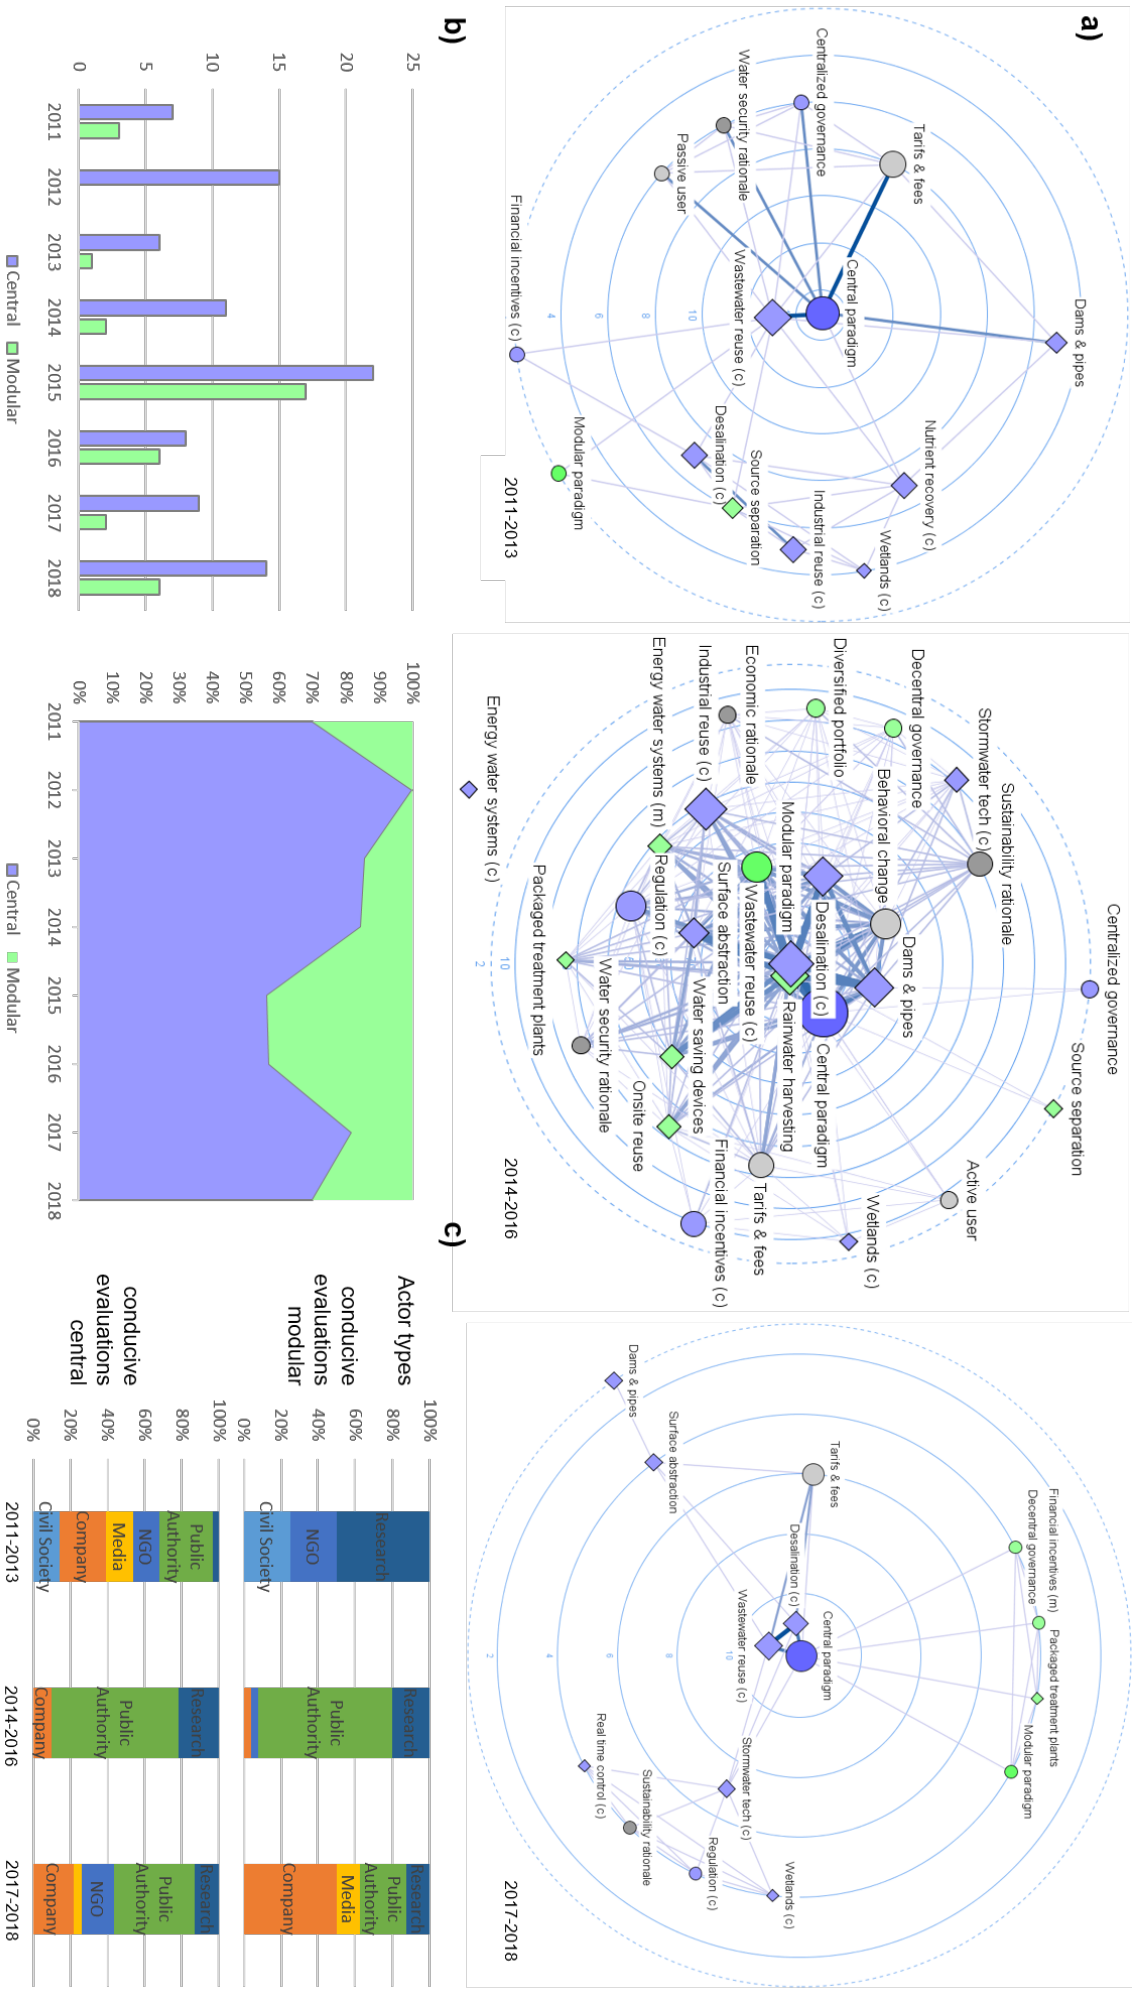 a)
Centralized governance
Water security rationale
Tarifs & fees
Passive user
Financial incentives (c)
Wastewater reuse (c)
Central paradigm
Dams & pipes
Nutrient recovery (c)
Desalination (c)
Source separation
Modular paradigm
Industrial reuse (c)
Wetlands (c)
4
6
8
10
2011-2013
Energy water systems (m)
Industrial reuse (c)
Economic rationale
Diversified portfolio
Decentral governance
Stormwater tech (c)
Sustainability rationale
Behavioral change
Modular paradigm
Energy water systems (c)
Regulation (c)
Surface abstraction
Wastewater reuse (c)
Desalination (c)
Dams & pipes
Centralized governance
Packaged treatment plants
Water security rationale
Water saving devices
Rainwater harvesting
Central paradigm
Source separation
Onsite reuse
Financial incentives (c)
Tarifs & fees
Wetlands (c)
Active user
2
10
2014-2016
Dams & pipes
Surface abstraction
Tarifs & fees
Desalination (c)
Wastewater reuse (c)
Central paradigm
Financial incentives (m)
Decentral governance
Packaged treatment plants
Modular paradigm
Stormwater tech (c)
Real time control (c)
Sustainability rationale
Regulation (c)
Wetlands (c)
2
4
6
8
10
2017-2018
b)
25
20
15
10
5
0
2011 2012 2013 2014 2015 2016 2017 2018
Central Modular
100%
90%
80%
70%
60%
50%
40%
30%
20%
10%
0%
2011 2012 2013 2014 2015 2016 2017 2018
Central Modular
c)
Actor types
conducive
evaluations
modular
100%
80%
60%
40%
20%
0%
Research
NGO
Civil Society
Research
Public
Authority
Research
Public
Authority
Media
Company
conducive
evaluations
central
100%
80%
60%
40%
20%
0%
Public
Authority
NGO
Media
Company
Civil Society
Research
Public
Authority
Company
Research
Public
Authority
NGO
Company
2011-2013 2014-2016 2017-2018